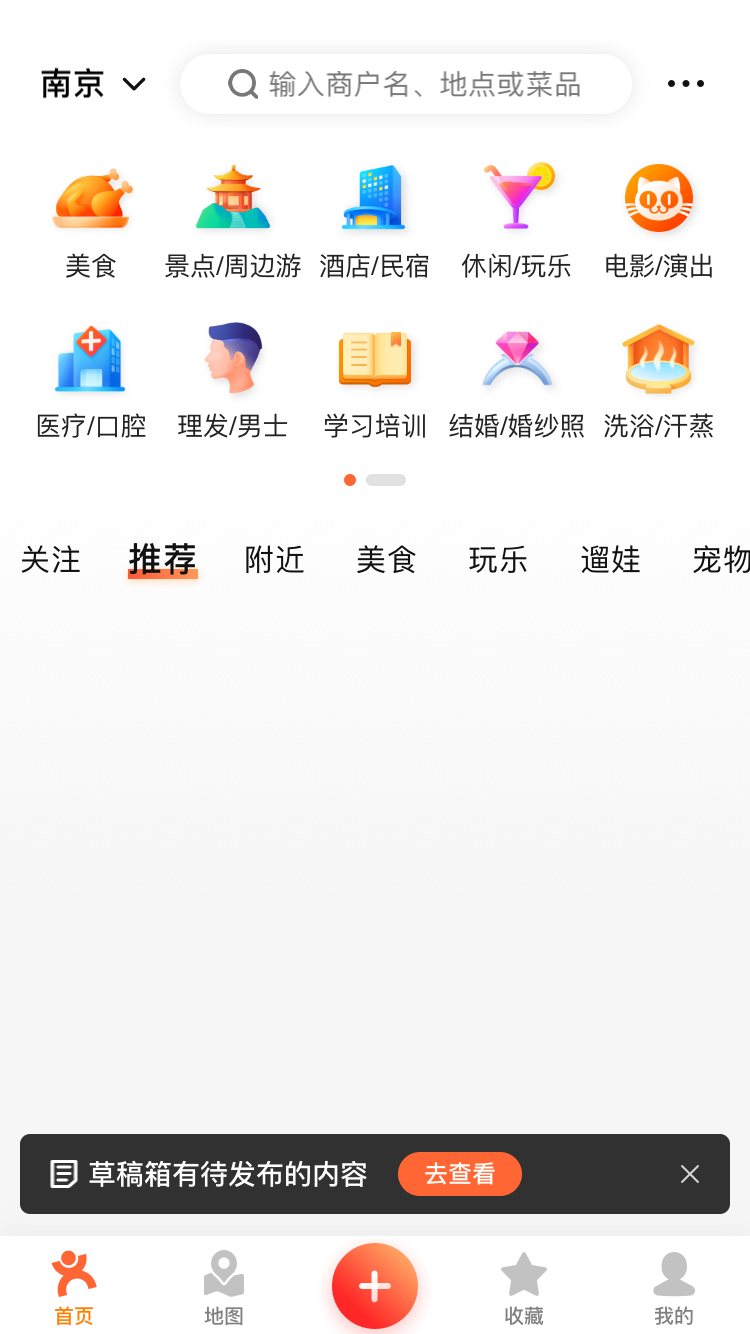 南京
输入商户名、地点或菜品
美食 景点/周边游 酒店/民宿 休闲/玩乐 电影/演出
医疗/口腔 理发/男士 学习培训 结婚/婚纱照 洗浴/汗蒸
关注 推荐 附近 美食 玩乐 遛娃 宠物
草稿箱有待发布的内容 去查看
首页 地图 收藏 我的